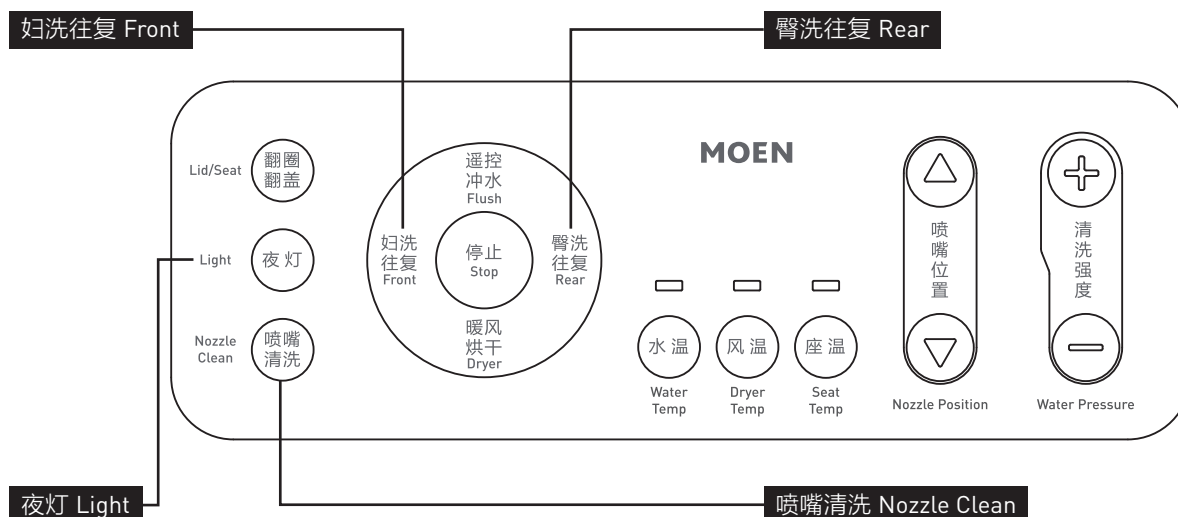 妇洗往复 Front
臀洗往复 Rear
MOEN
Lid/Seat
翻圈
翻盖
Light
夜灯
Nozzle
Clean
喷嘴
清洗
遥控
冲水
Flush
妇洗
往复
Front
停止
Stop
臀洗
往复
Rear
暖风
烘干
Dryer
水温
Water
Temp
风温
Dryer
Temp
座温
Seat
Temp
喷嘴位置
Nozzle Position
清洗强度
Water Pressure
夜灯 Light
喷嘴清洗 Nozzle Clean